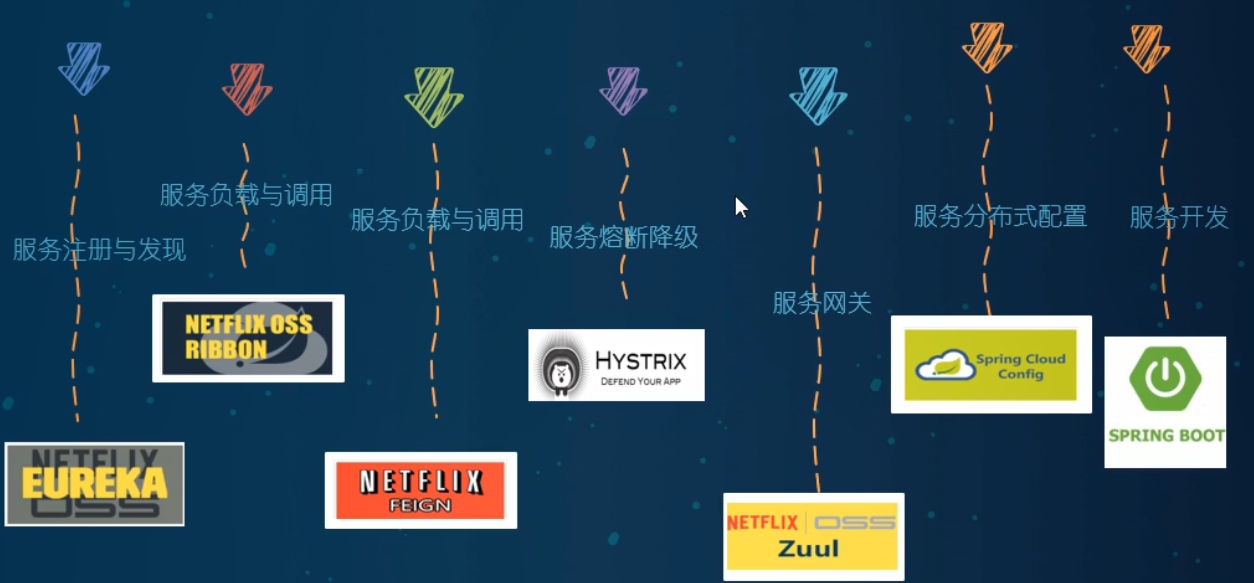 服务注册与发现
NETFLIX
EUREKA
OSS
服务负载与调用
NETFLIX OSS
RIBBON
服务负载与调用
NETFLIX
FEIGN
服务熔断降级
HYSTRIX
DEFEND YOUR APP
服务网关
NETFLIX OSS
Zuul
服务分布式配置
Spring Cloud
Config
服务开发
SPRING BOOT